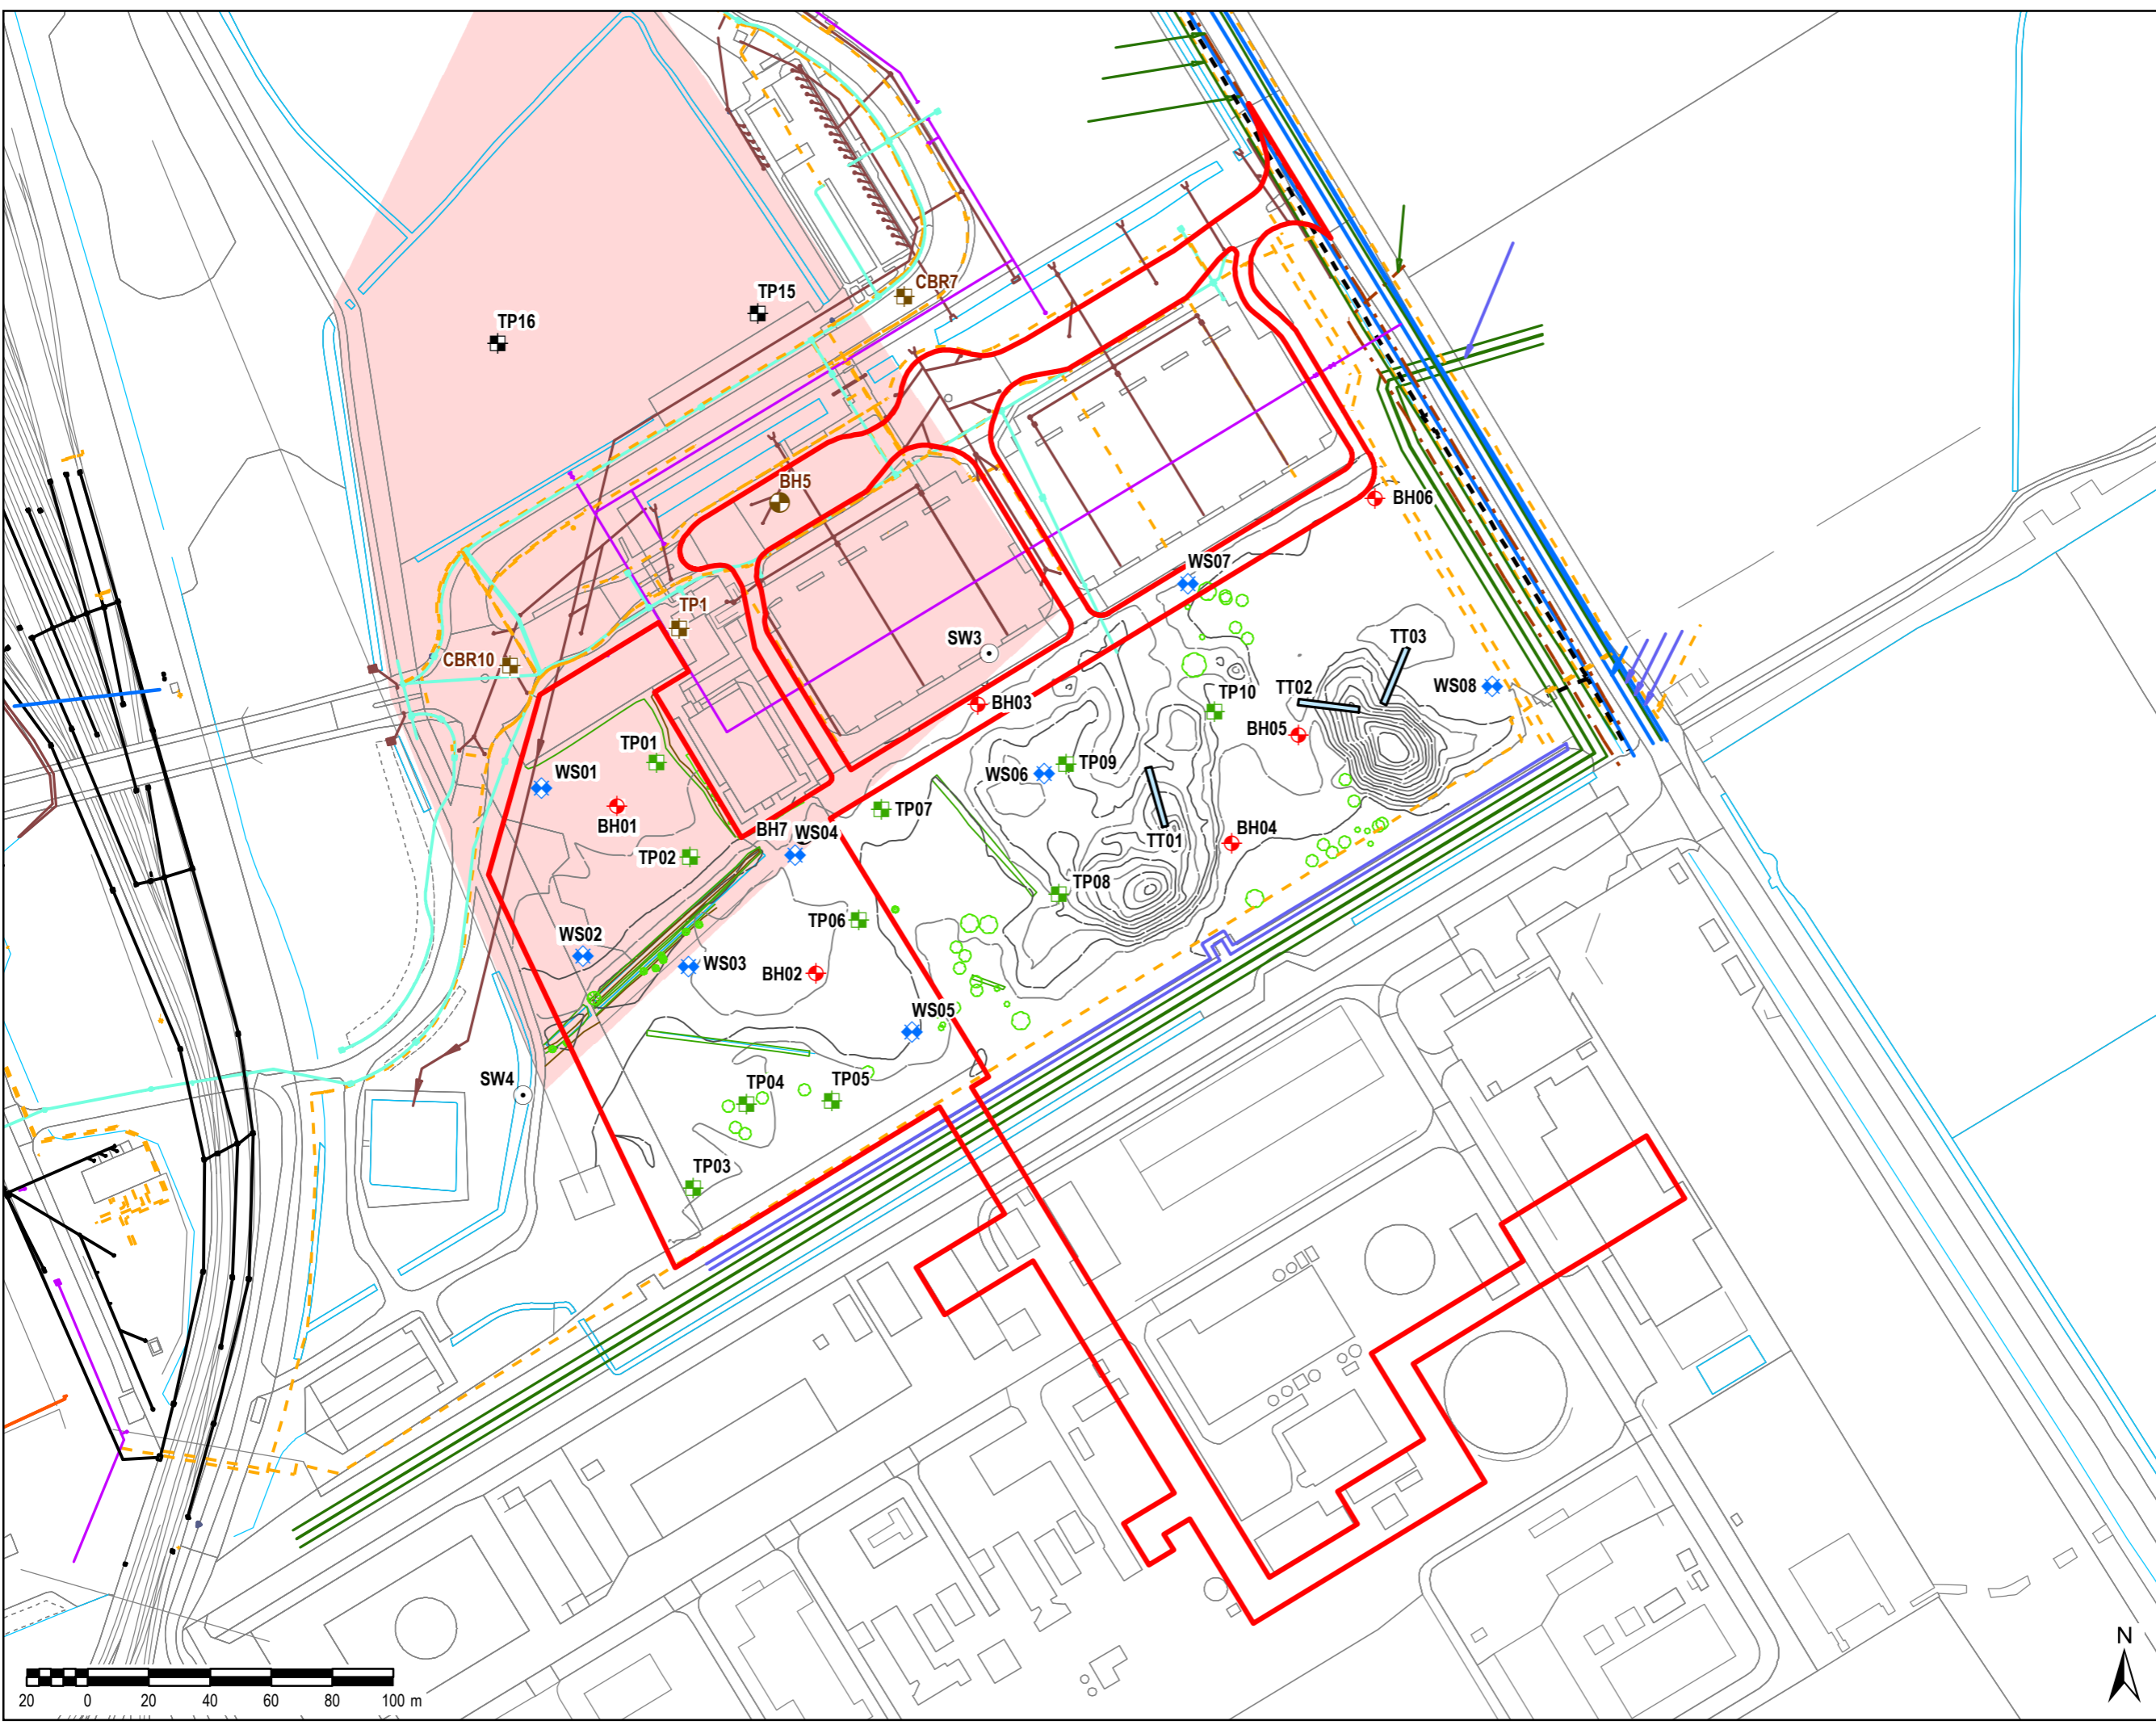 CBR7
TP15
TP16
BH5
BH06
WS07
TP1
SW3
TT03
CBR10
TT02
WS08
TP10
BH03
BH05
TP01
WS06
TP09
WS01
TP07
BH01
BH7
WS04
BH04
TT01
TP02
TP08
TP06
WS02
WS03
BH02
WS05
SW4
TP04
TP05
TP03
N
20 0 20 40 60 80 100 m